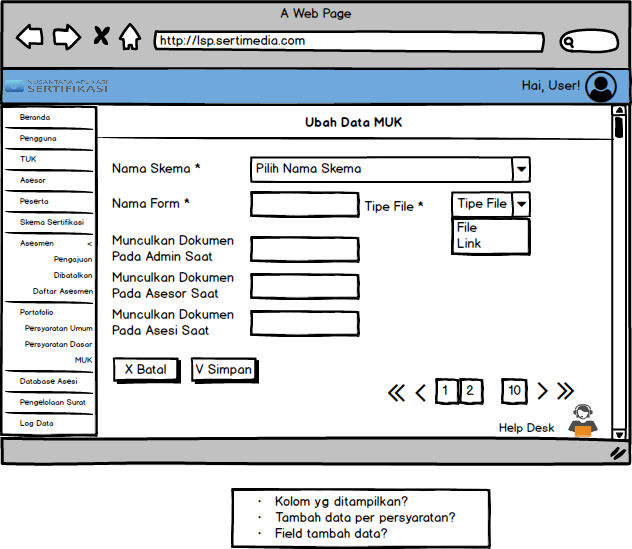 A Web Page
http://lsp.sertimedia.com
NUSANTARA APLIKASI
SERTIFIKASI
Hai, User!
Beranda
Pengguna
TUK
Asesor
Peserta
Skema Sertifikasi
Asesmen <
Pengajuan
Dibatalkan
Daftar Asesmen
Portofolio
Persyaratan Umum
Persyaratan Dasar
MUK
Database Asesi
Pengelolaan Surat
Log Data
Ubah Data MUK
Nama Skema *
Pilih Nama Skema
Nama Form *
Tipe File *
Tipe File
File
Link
Munculkan Dokumen
Pada Admin Saat
Munculkan Dokumen
Pada Asesor Saat
Munculkan Dokumen
Pada Asesi Saat
X Batal
V Simpan
<< < 1 2 10 > >>
Help Desk
· Kolom yg ditampilkan?
· Tambah data per persyaratan?
· Field tambah data?